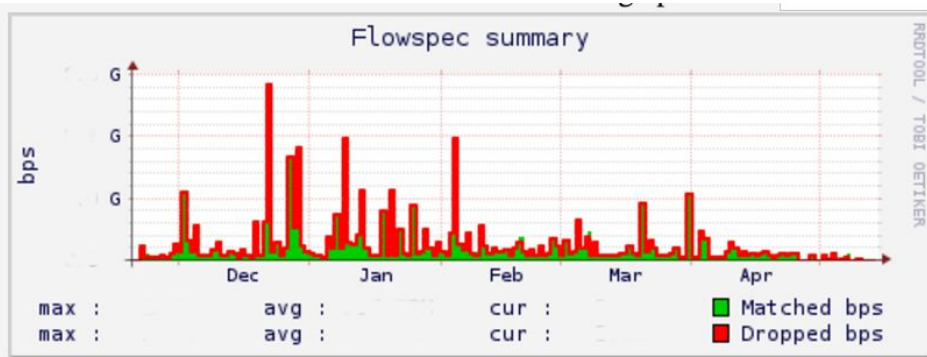 Flowspec summary
RRDTOOL / TOBI OETIKER
G
G
G
bps
Dec Jan Feb Mar Apr
max : avg : cur : Matched bps
max : avg : cur : Dropped bps